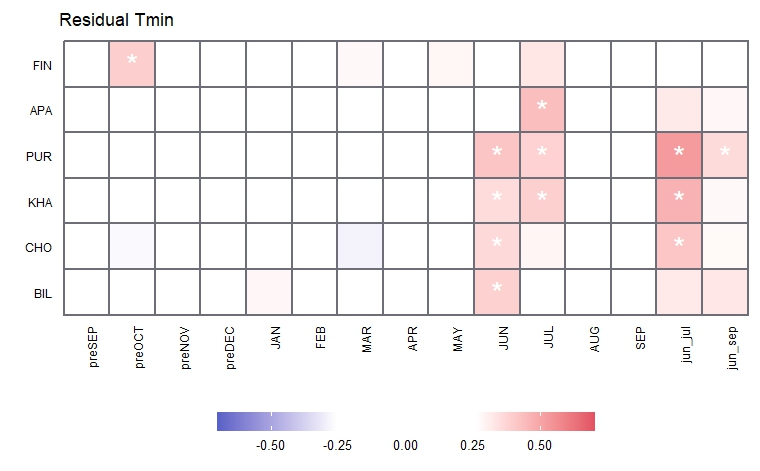 Residual Tmin
FIN *
APA *
PUR * * * *
KHA * * *
CHO * *
BIL *
preSEP preOCT preNOV preDEC JAN FEB MAR APR MAY JUN JUL AUG SEP jun_jul jun_sep
-0.50 -0.25 0.00 0.25 0.50